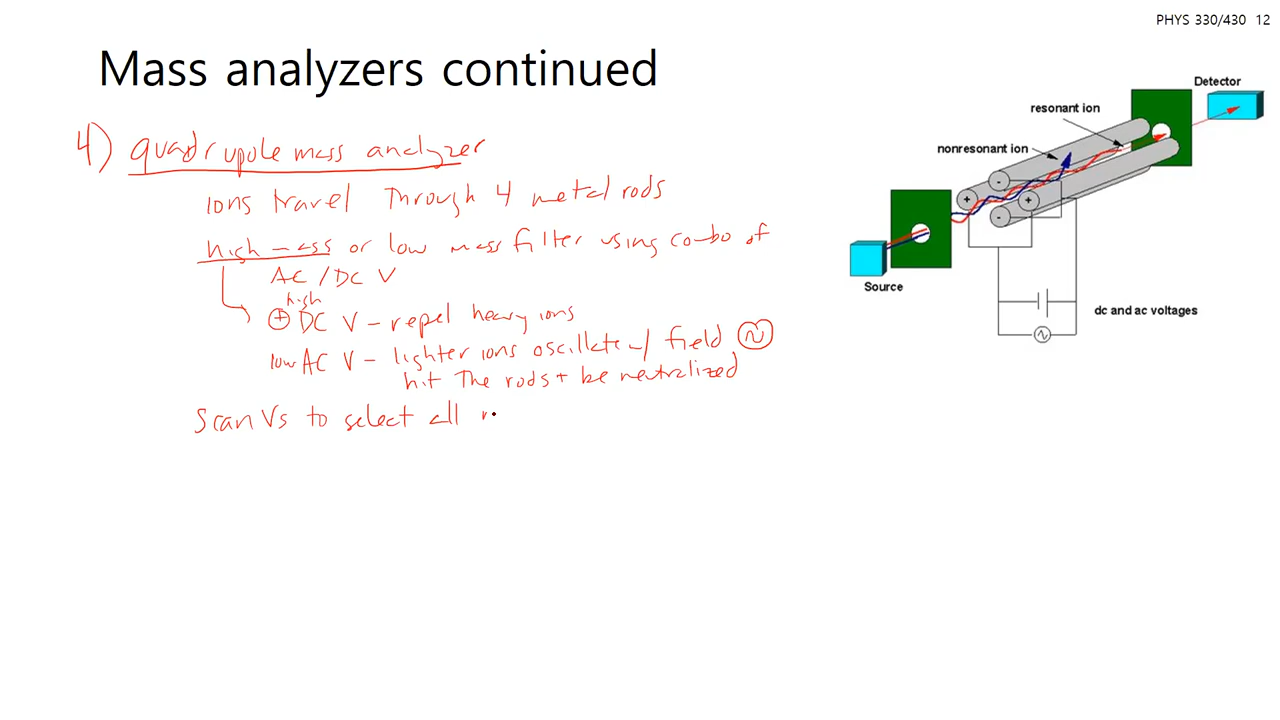 PHYS 330/430 12
Mass analyzers continued
4) quadrupole mass analyzer
ions travel through 4 metal rods
high-mass or low mass filter using combo of
AC/DC V
high
⊕ DC V - repel heavy ions
low AC V - lighter ions oscillate w/ field
hit the rods + be neutralized
Scan Vs to select all
Detector
resonant ion
nonresonant ion
-
+
+
-
Source
dc and ac voltages